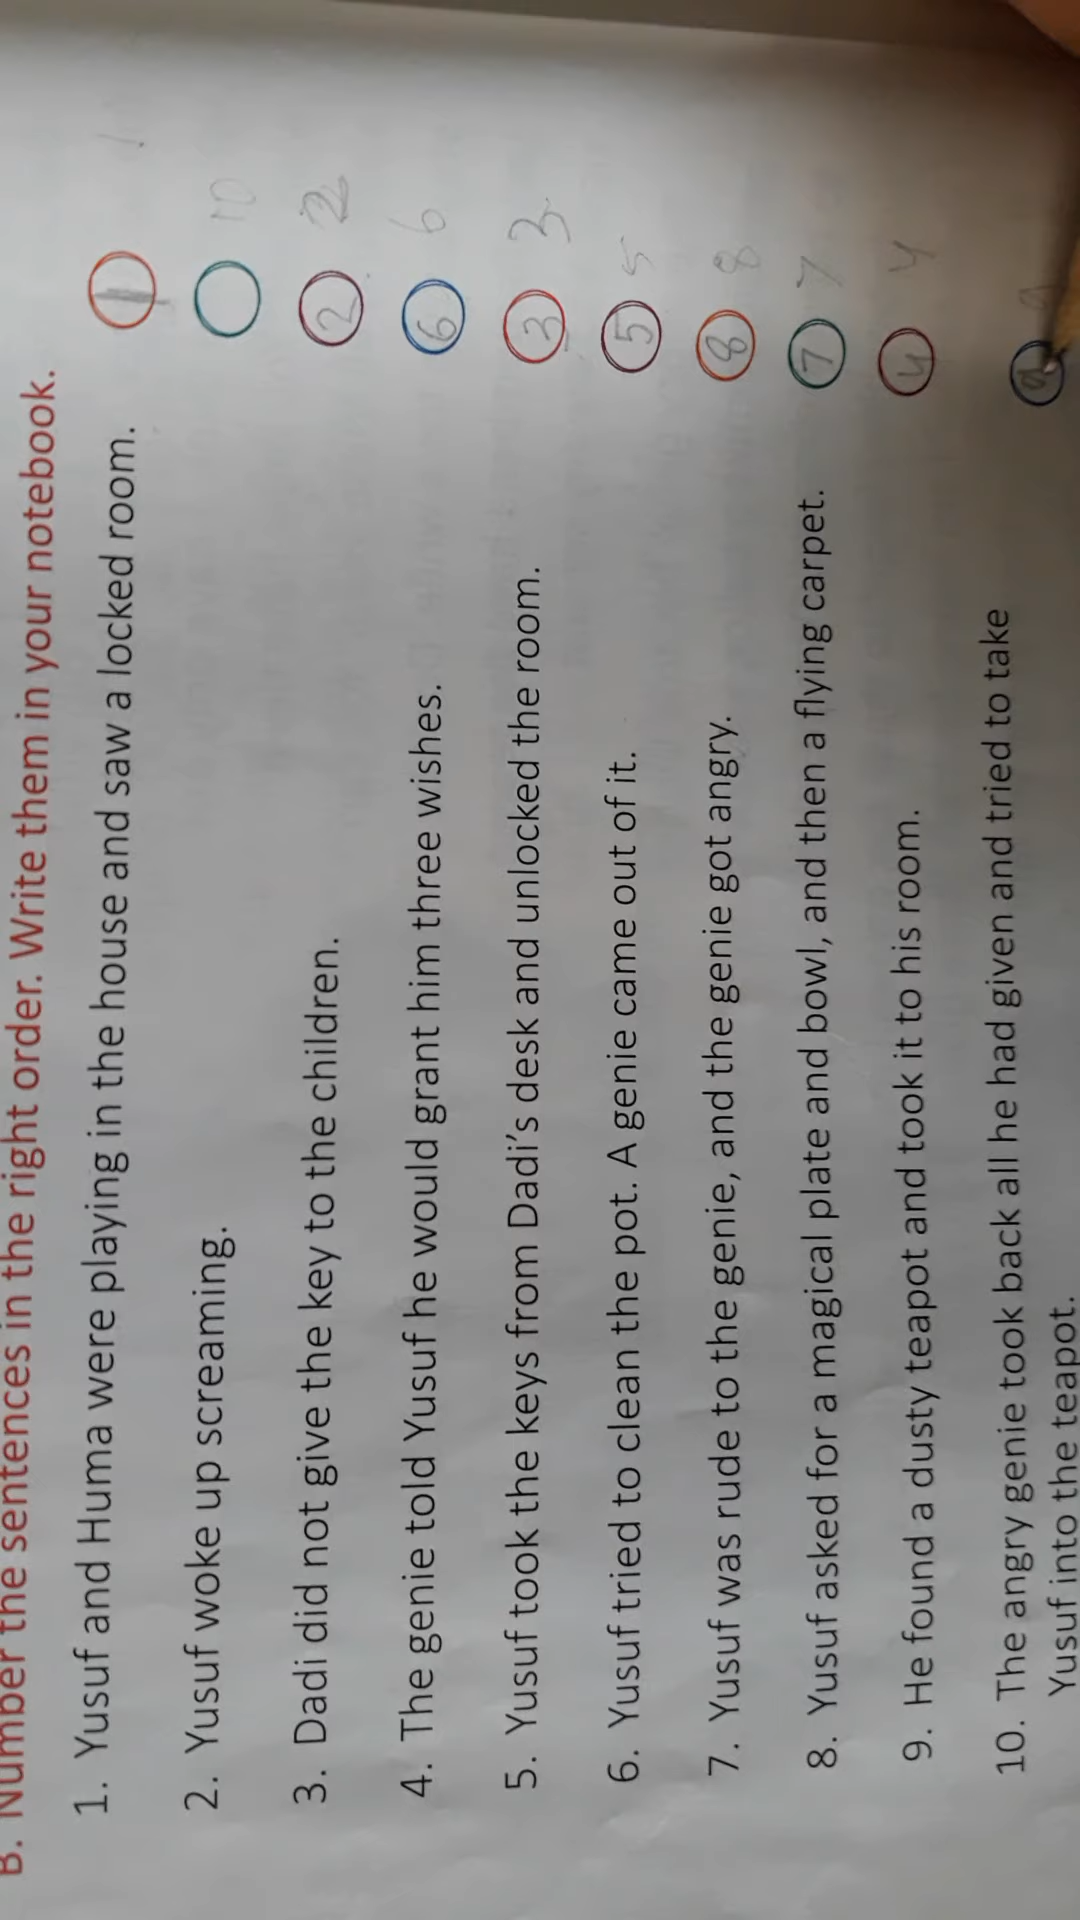 B. Number the sentences in the right order. Write them in your notebook.
1. Yusuf and Huma were playing in the house and saw a locked room. 1 1
2. Yusuf woke up screaming. 10
3. Dadi did not give the key to the children. 2 2
4. The genie told Yusuf he would grant him three wishes. 6 6
5. Yusuf took the keys from Dadi's desk and unlocked the room. 3 3
6. Yusuf tried to clean the pot. A genie came out of it. 5 5
7. Yusuf was rude to the genie, and the genie got angry. 8 8
8. Yusuf asked for a magical plate and bowl, and then a flying carpet. 7 7
9. He found a dusty teapot and took it to his room. 4 4
10. The angry genie took back all he had given and tried to take 9 9
Yusuf into the teapot.